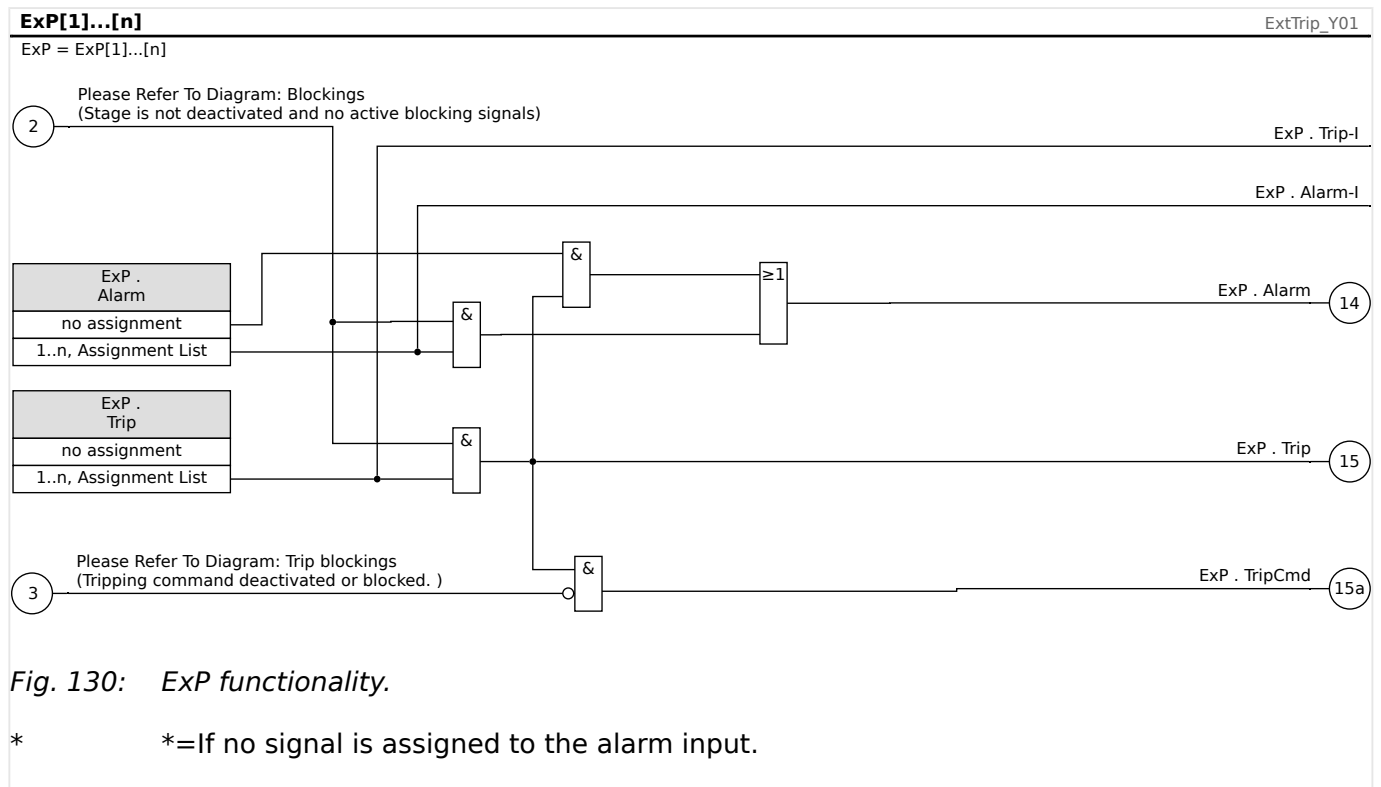 ExP[1]...[n]
ExtTrip_Y01
ExP = ExP[1]...[n]
Please Refer To Diagram: Blockings
(Stage is not deactivated and no active blocking signals)
2
ExP . Trip-I
ExP . Alarm-I
&
ExP .
Alarm
≥1
ExP . Alarm
14
no assignment
&
1..n, Assignment List
ExP .
Trip
&
no assignment
ExP . Trip
15
1..n, Assignment List
Please Refer To Diagram: Trip blockings
(Tripping command deactivated or blocked. )
3
&
ExP . TripCmd
15a
Fig. 130: ExP functionality.
* *=If no signal is assigned to the alarm input.